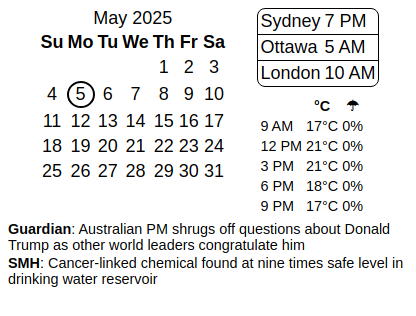 May 2025
Su Mo Tu We Th Fr Sa
1 2 3
4 5 6 7 8 9 10
11 12 13 14 15 16 17
18 19 20 21 22 23 24
25 26 27 28 29 30 31
Sydney 7 PM
Ottawa 5 AM
London 10 AM
°C ☂
9 AM 17°C 0%
12 PM 21°C 0%
3 PM 21°C 0%
6 PM 18°C 0%
9 PM 17°C 0%
Guardian: Australian PM shrugs off questions about Donald
Trump as other world leaders congratulate him
SMH: Cancer-linked chemical found at nine times safe level in
drinking water reservoir